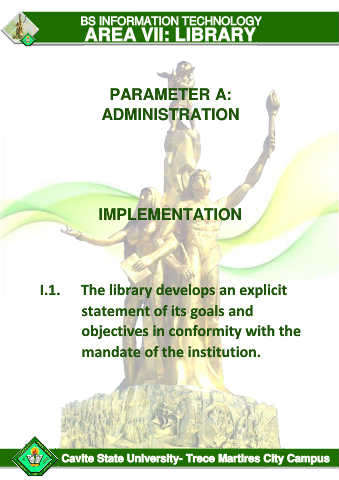 BS INFORMATION TECHNOLOGY
AREA VII: LIBRARY
PARAMETER A:
ADMINISTRATION
IMPLEMENTATION
I.1. The library develops an explicit
statement of its goals and
objectives in conformity with the
mandate of the institution.
Cavite State University- Trece Martires City Campus